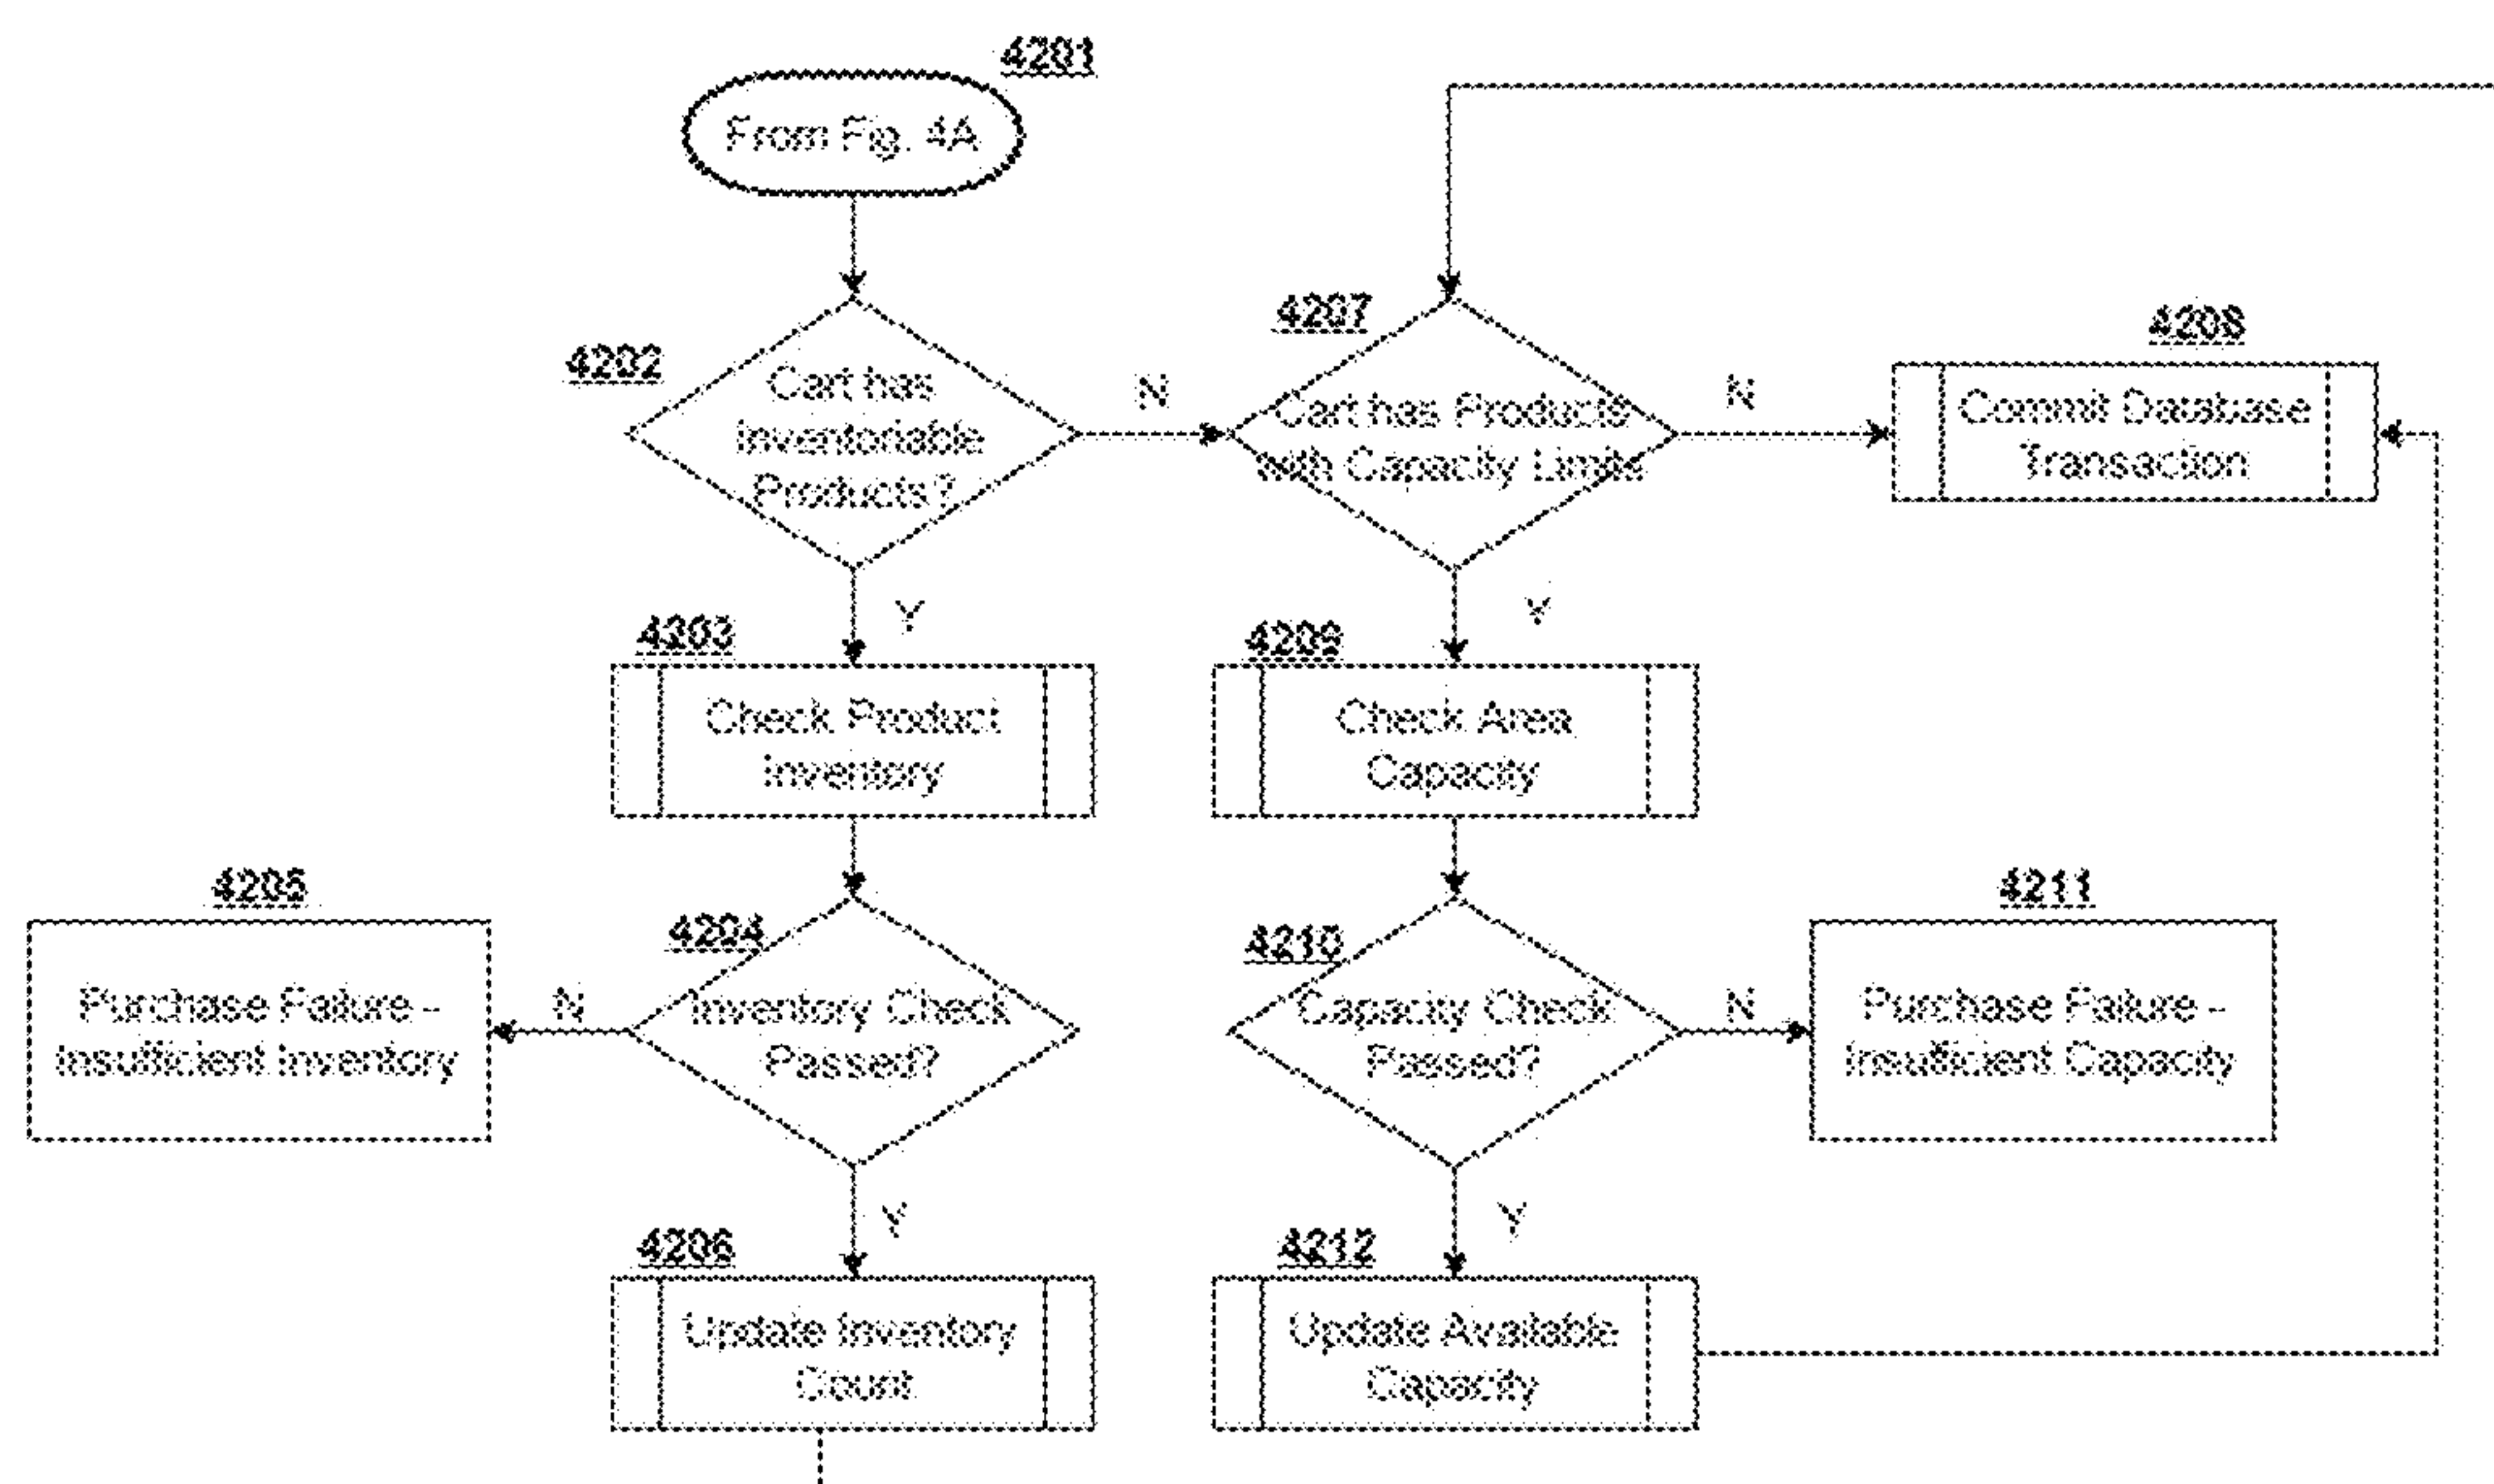 4201
From Fig. 4A
4202
Cart has
Inventoriable
Products?
N
4207
Cart has Products
with Capacity Limits
N
4208
Commit Database
Transaction
Y
Y
4203
Check Product
Inventory
4209
Check Area
Capacity
4205
Purchase Failure -
Insufficient Inventory
N
4204
Inventory Check
Passed?
4210
Capacity Check
Passed?
N
4211
Purchase Failure -
Insufficient Capacity
Y
Y
4206
Update Inventory
Count
4212
Update Available
Capacity